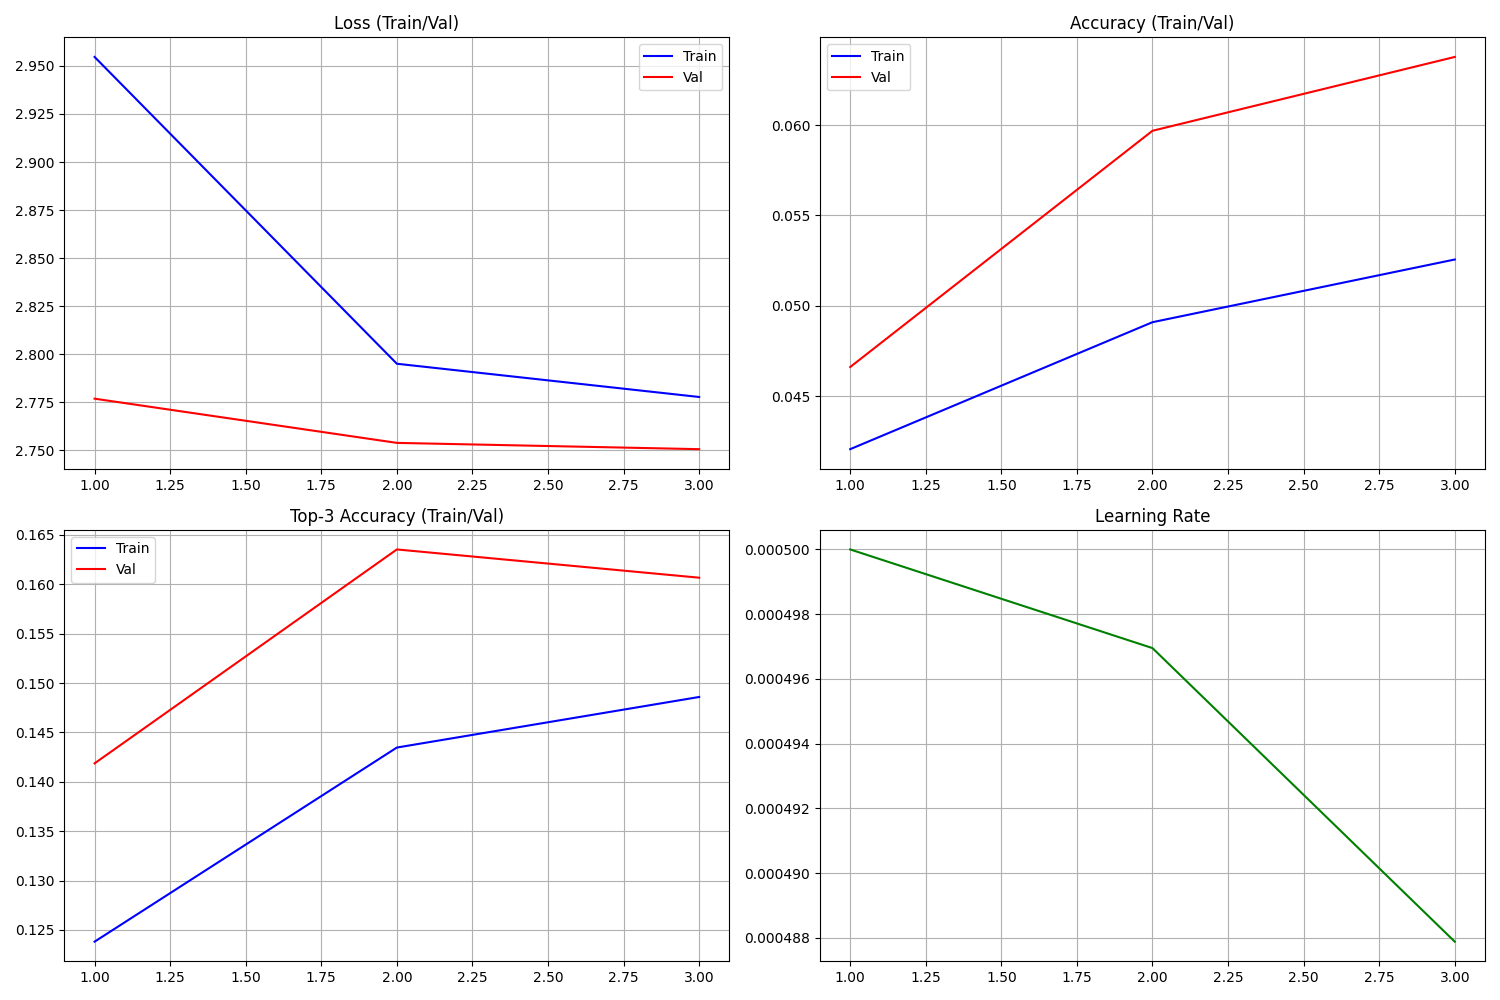 Loss (Train/Val)
2.950
2.925
2.900
2.875
2.850
2.825
2.800
2.775
2.750
Train
Val
1.00 1.25 1.50 1.75 2.00 2.25 2.50 2.75 3.00
Accuracy (Train/Val)
Train
Val
0.060
0.055
0.050
0.045
1.00 1.25 1.50 1.75 2.00 2.25 2.50 2.75 3.00
Top-3 Accuracy (Train/Val)
0.165
0.160
0.155
0.150
0.145
0.140
0.135
0.130
0.125
Train
Val
1.00 1.25 1.50 1.75 2.00 2.25 2.50 2.75 3.00
Learning Rate
0.000500
0.000498
0.000496
0.000494
0.000492
0.000490
0.000488
1.00 1.25 1.50 1.75 2.00 2.25 2.50 2.75 3.00